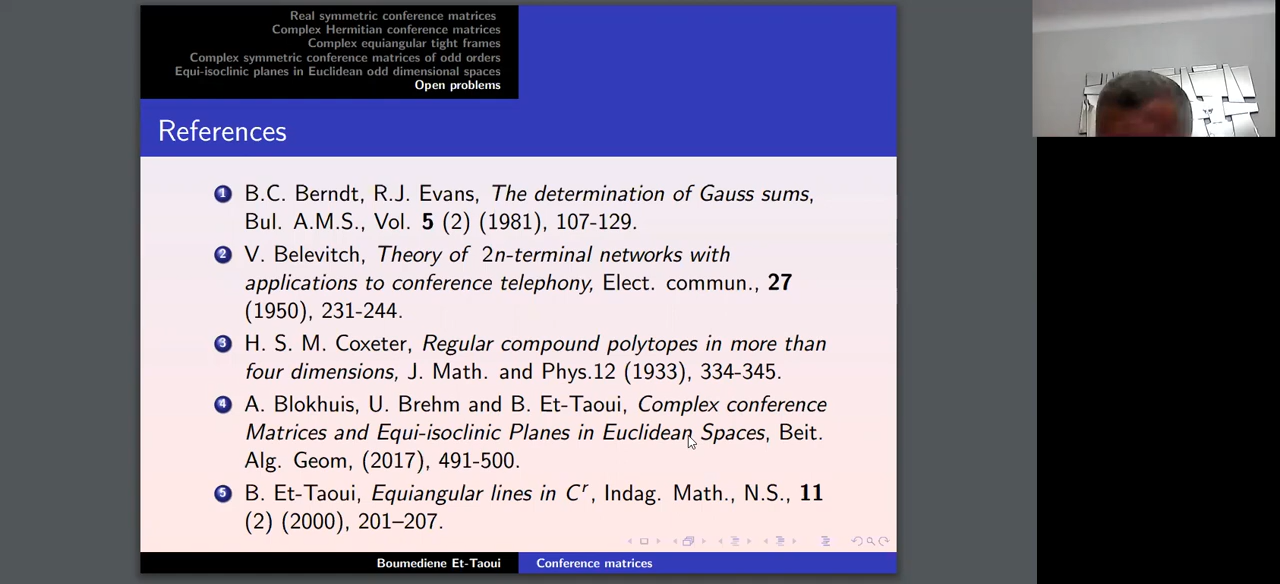 Real symmetric conference matrices
Complex Hermitian conference matrices
Complex equiangular tight frames
Complex symmetric conference matrices of odd orders
Equi-isoclinic planes in Euclidean odd dimensional spaces
Open problems
References
1 B.C. Berndt, R.J. Evans, The determination of Gauss sums,
Bul. A.M.S., Vol. 5 (2) (1981), 107-129.
2 V. Belevitch, Theory of 2n-terminal networks with
applications to conference telephony, Elect. commun., 27
(1950), 231-244.
3 H. S. M. Coxeter, Regular compound polytopes in more than
four dimensions, J. Math. and Phys.12 (1933), 334-345.
4 A. Blokhuis, U. Brehm and B. Et-Taoui, Complex conference
Matrices and Equi-isoclinic Planes in Euclidean Spaces, Beit.
Alg. Geom, (2017), 491-500.
5 B. Et-Taoui, Equiangular lines in Cʳ, Indag. Math., N.S., 11
(2) (2000), 201–207.
Boumediene Et-Taoui Conference matrices